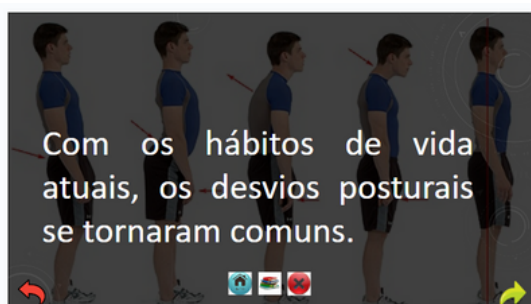 Com os hábitos de vida
atuais, os desvios posturais
se tornaram comuns.